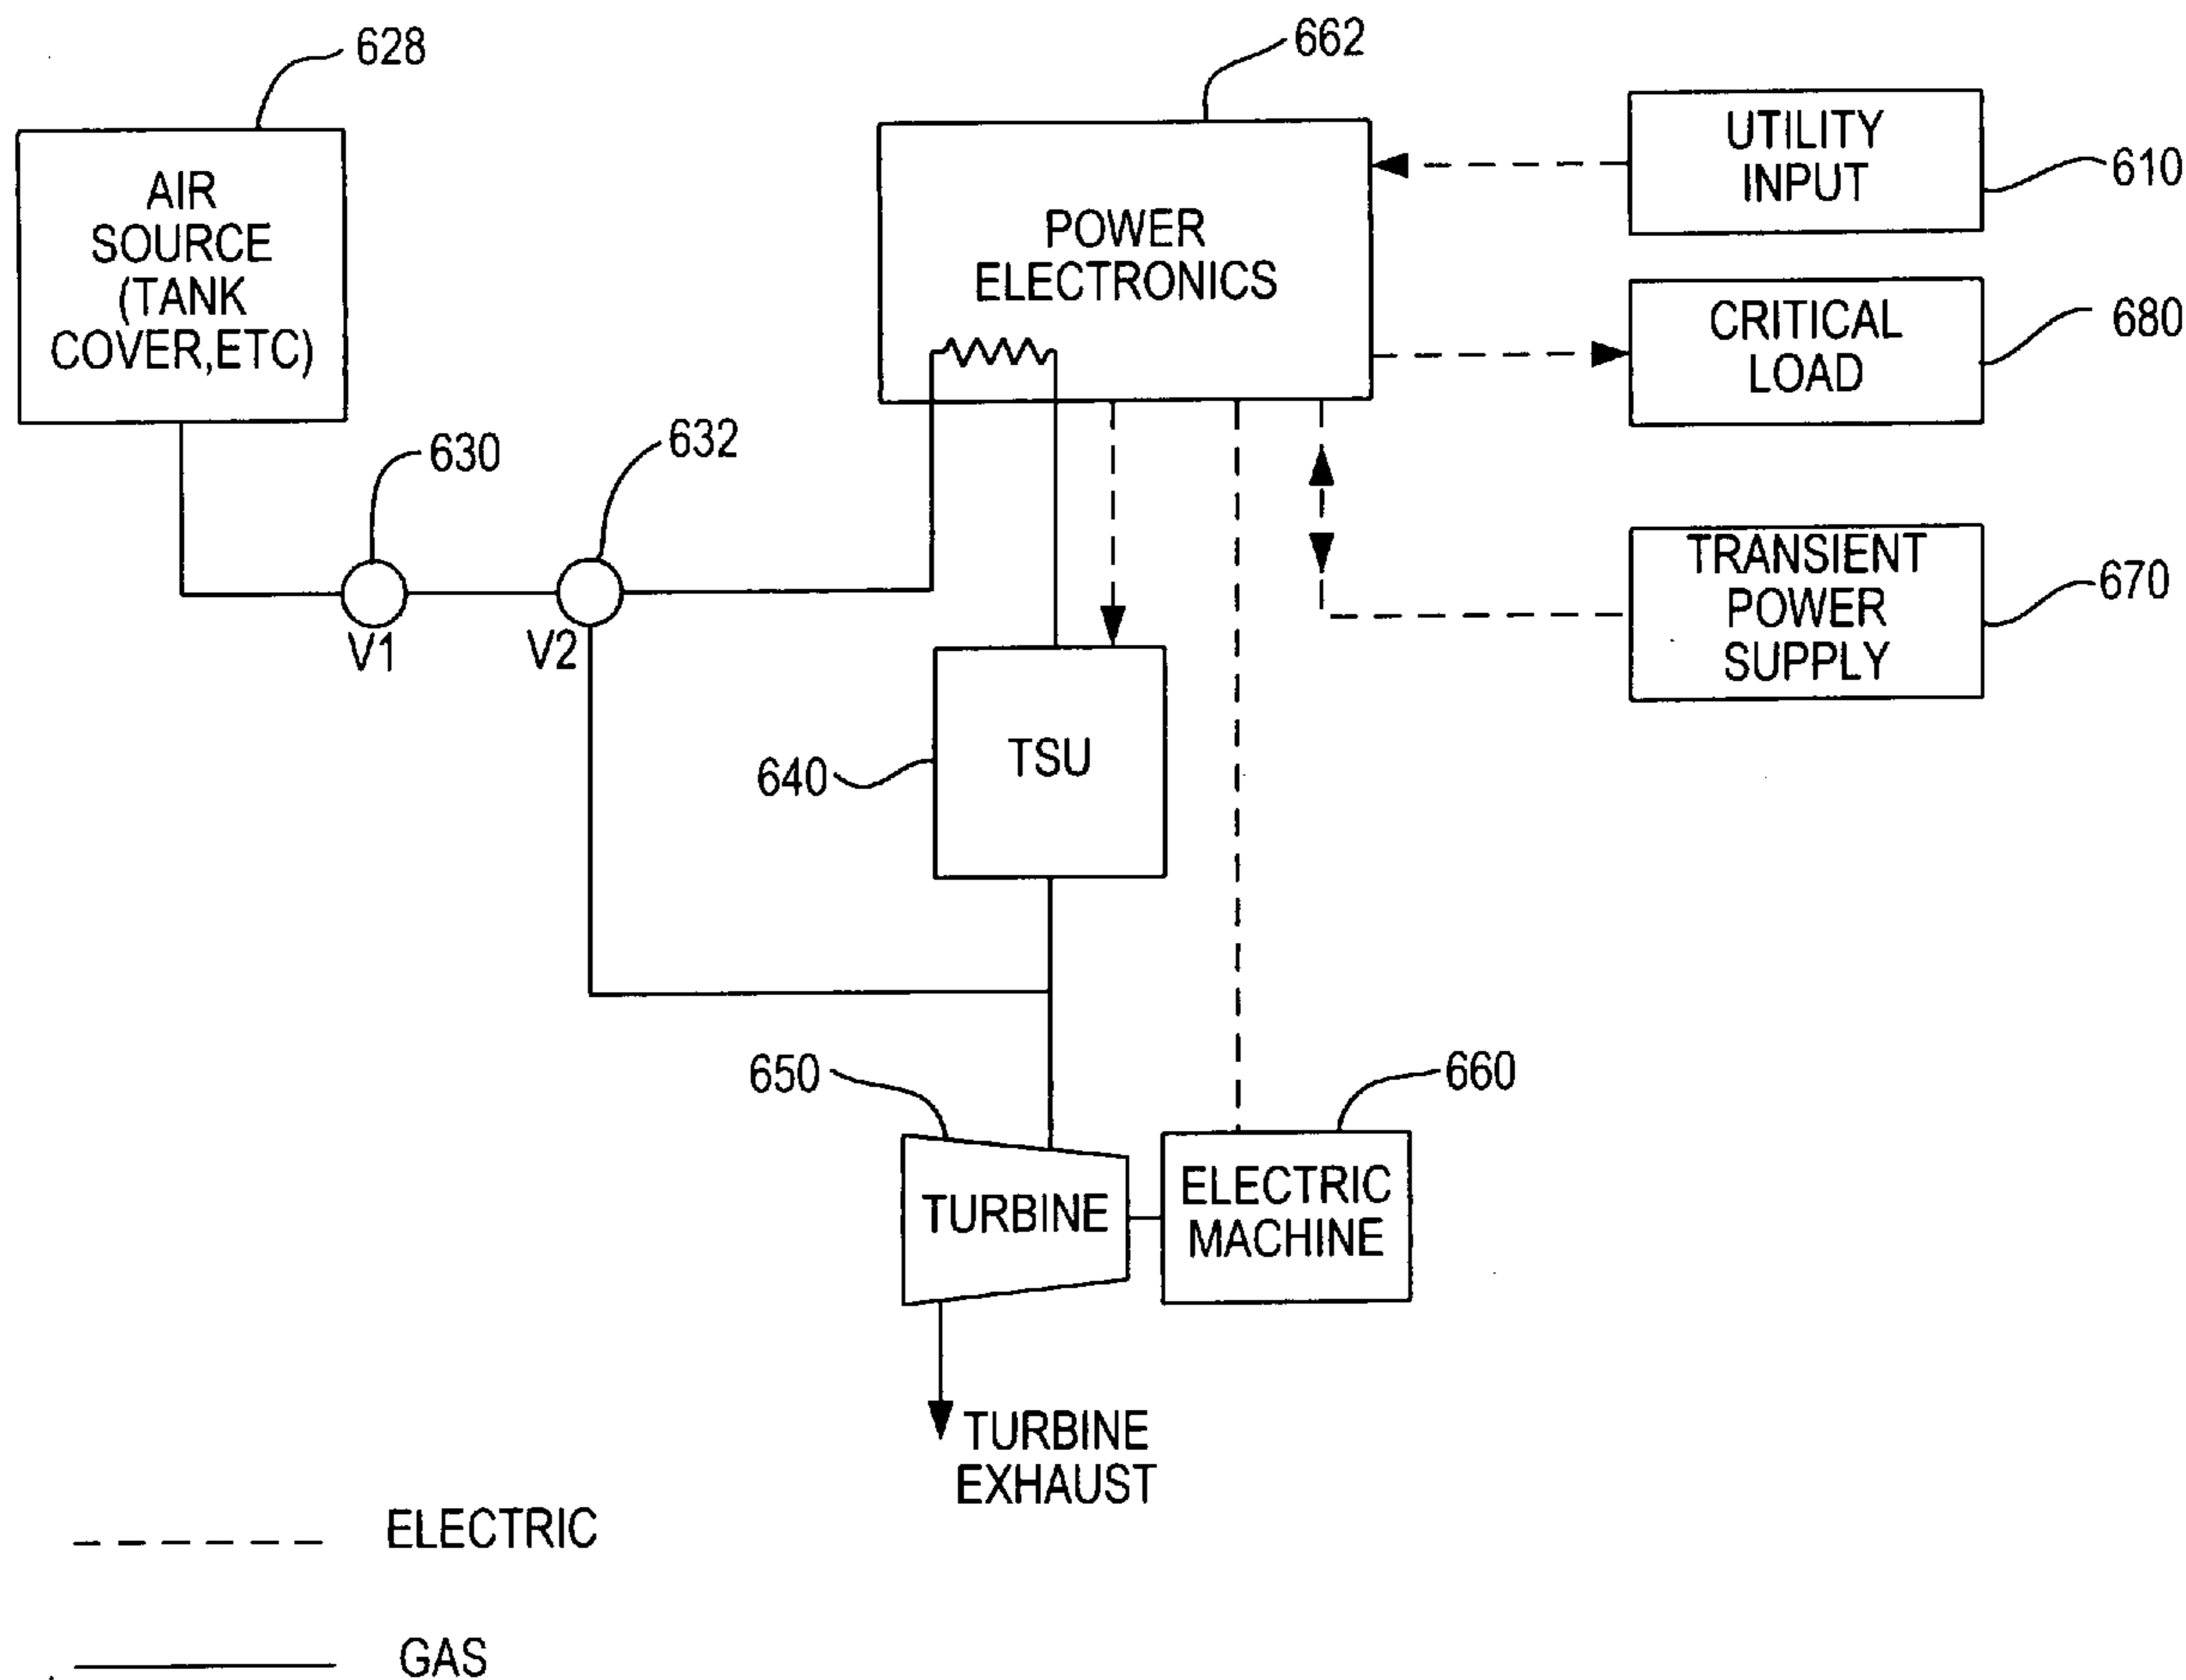 628
AIR
SOURCE
(TANK
COVER,ETC)
662
POWER
ELECTRONICS
UTILITY
INPUT
610
CRITICAL
LOAD
680
630
632
V1
V2
TRANSIENT
POWER
SUPPLY
670
640
TSU
650
TURBINE
660
ELECTRIC
MACHINE
TURBINE
EXHAUST
ELECTRIC
GAS